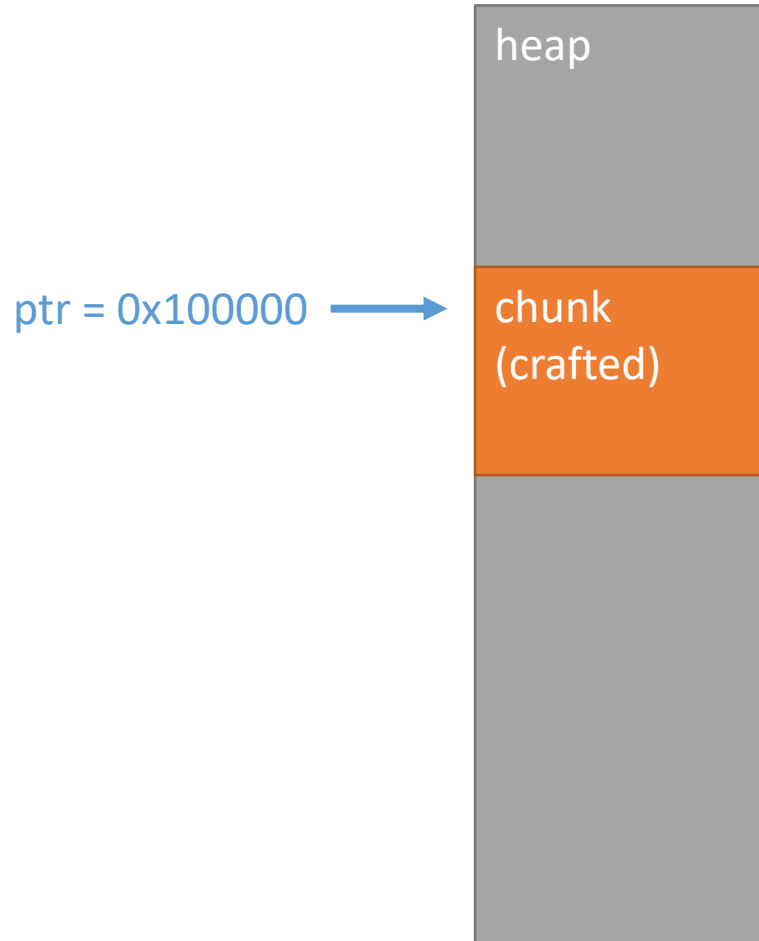 heap
ptr = 0x100000
chunk
(crafted)